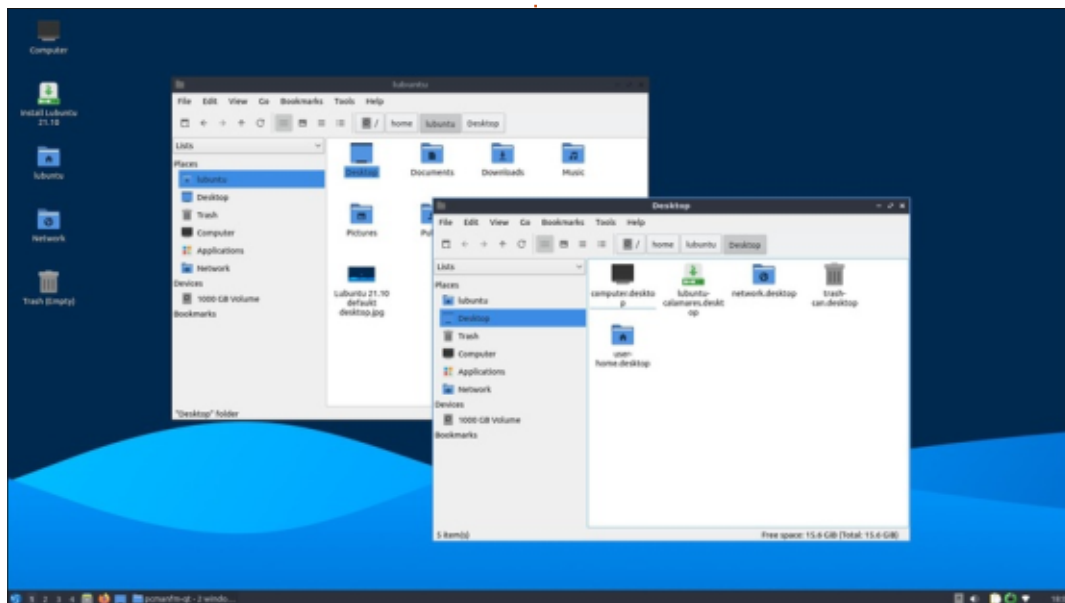 Computer
Install Lubuntu
21.10
lubuntu
Network
Trash (Empty)
lubuntu
File Edit View Go Bookmarks Tools Help
/ home lubuntu Desktop
Lists
Places
lubuntu
Desktop
Trash
Computer
Applications
Network
Devices
1000 GB Volume
Bookmarks
"Desktop" folder
Desktop Documents Downloads Music
Pictures
Lubuntu 21.10
default
desktop.jpg
Desktop
File Edit View Go Bookmarks Tools Help
/ home lubuntu Desktop
Lists
Places
lubuntu
Desktop
Trash
Computer
Applications
Network
Devices
1000 GB Volume
Bookmarks
computer.deskto
p
lubuntu-
calamares.deskt
op
network.desktop
trash-
can.desktop
user-
home.desktop
5 item(s)
Free space: 15.6 GiB (Total: 15.6 GiB)
1 2 3 4 pcmanfm-qt - 2 windo...